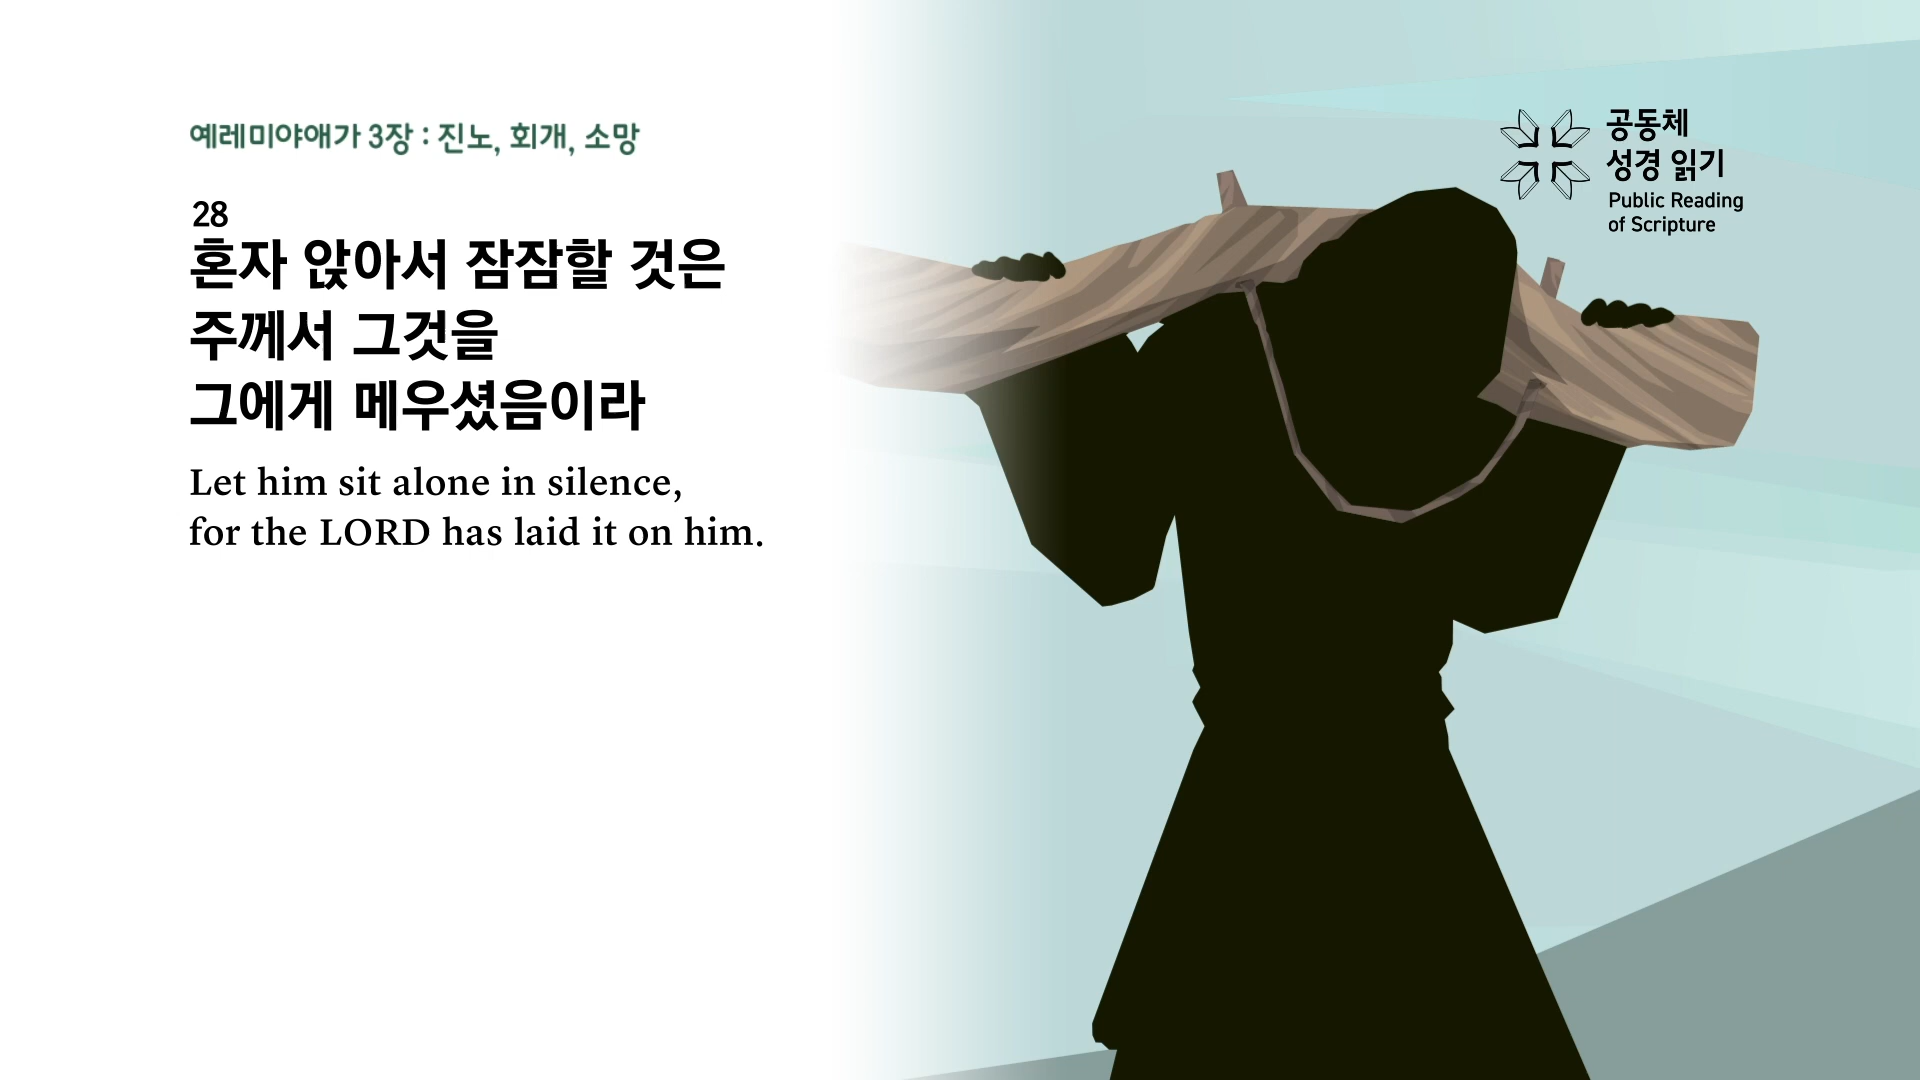 예레미야애가 3장 : 진노, 회개, 소망
28
혼자 앉아서 잠잠할 것은
주께서 그것을
그에게 메우셨음이라
Let him sit alone in silence,
for the LORD has laid it on him.
공동체
성경 읽기
Public Reading
of Scripture